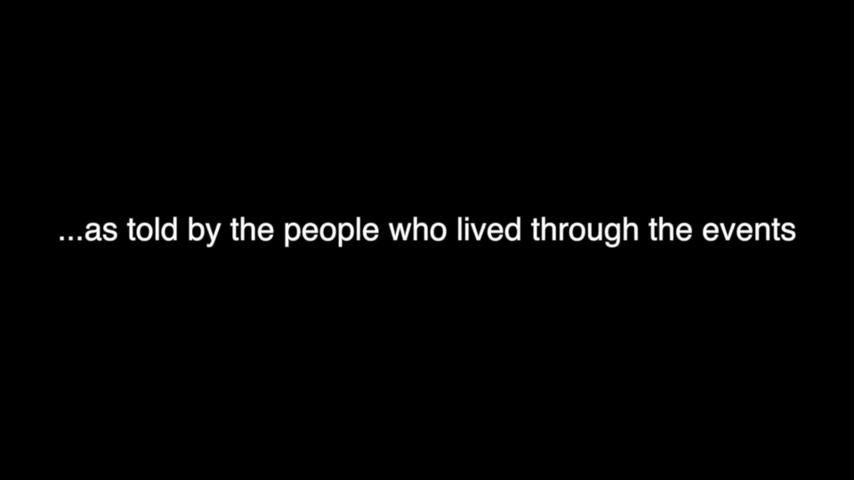 ...as told by the people who lived through the events